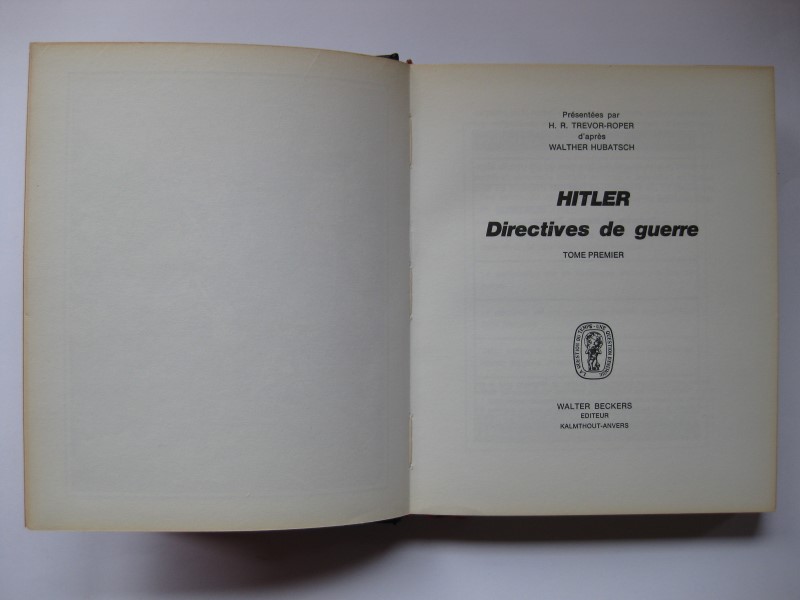 Présentées par
H. R. TREVOR-ROPER
d'après
WALTHER HUBATSCH
HITLER
Directives de guerre
TOME PREMIER
WALTER BECKERS
EDITEUR
KALMTHOUT-ANVERS